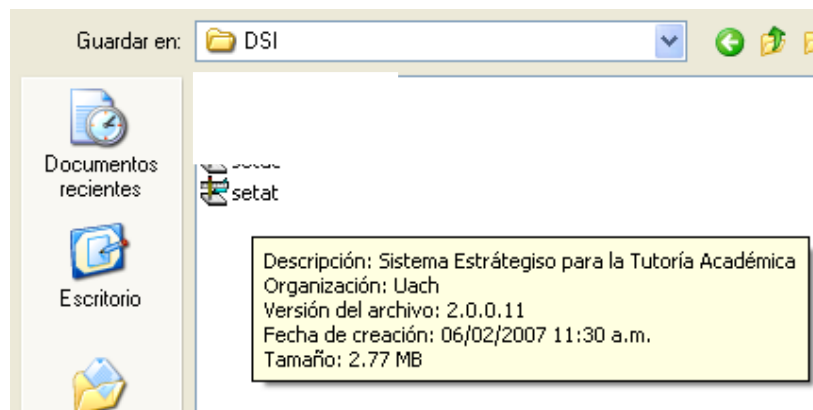 Guardar en:
DSI
Documentos
recientes
setat
Escritorio
Descripción: Sistema Estrátegiso para la Tutoría Académica
Organización: Uach
Versión del archivo: 2.0.0.11
Fecha de creación: 06/02/2007 11:30 a.m.
Tamaño: 2.77 MB